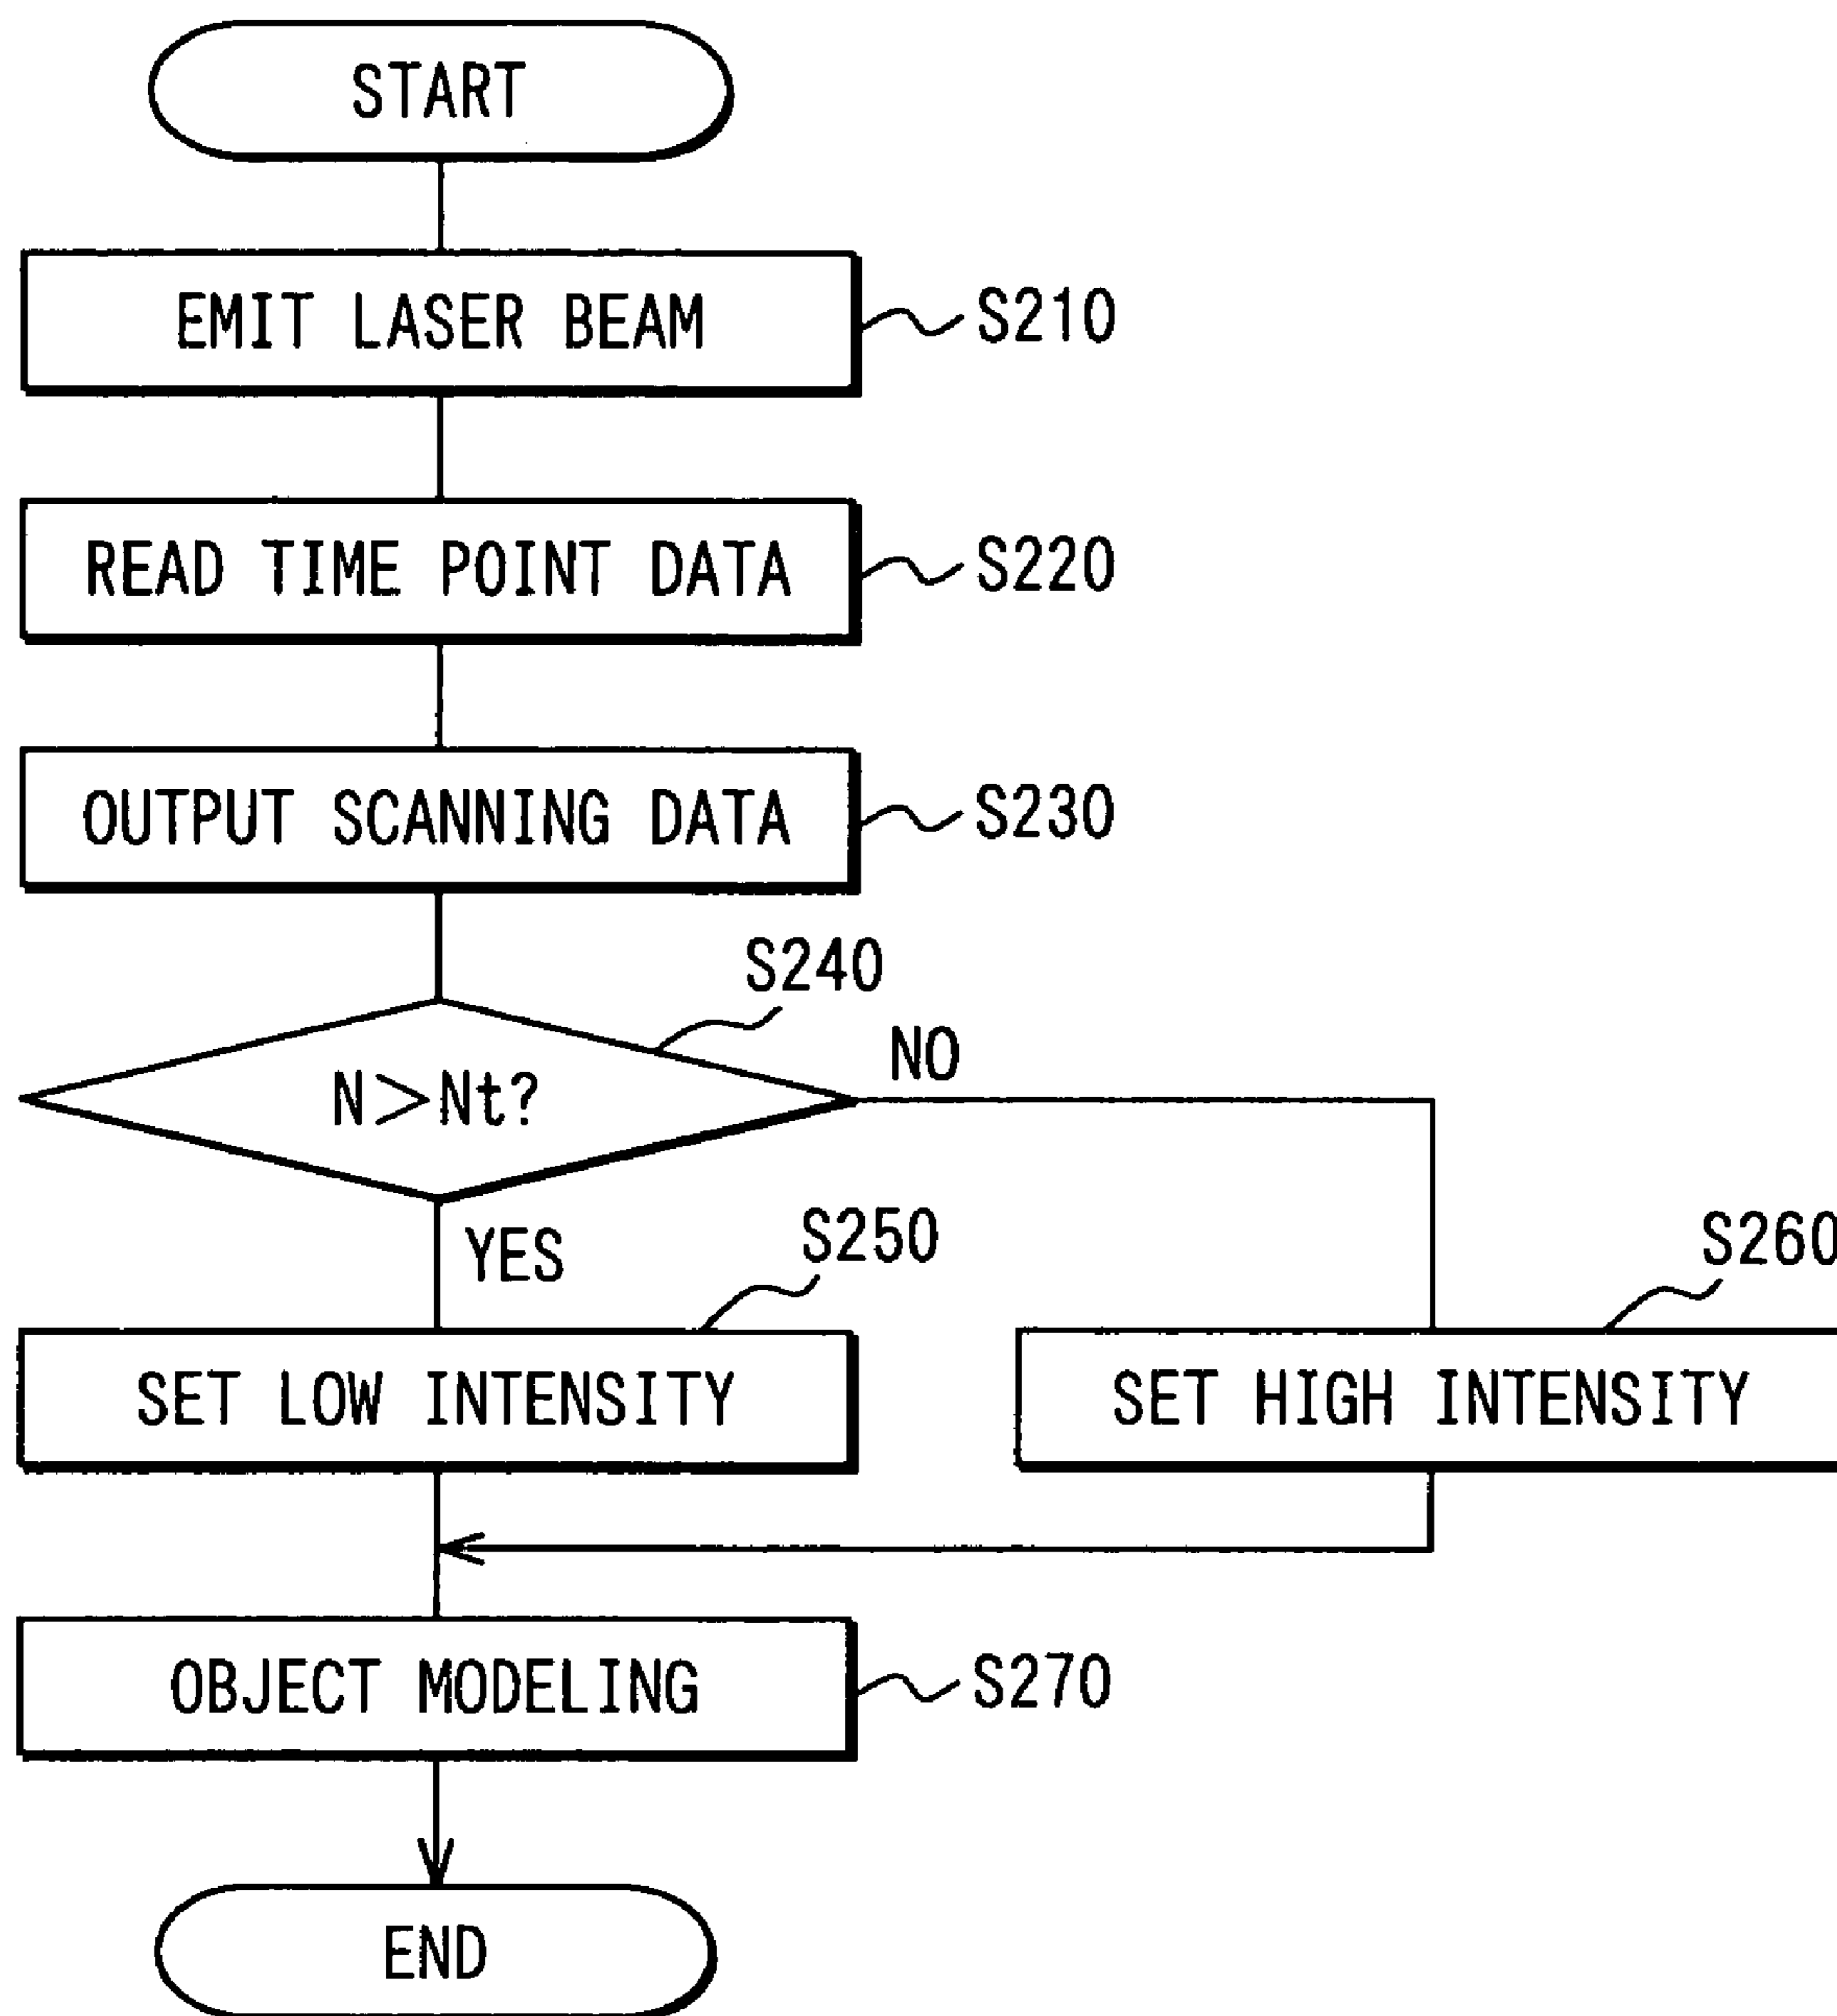 START
EMIT LASER BEAM
S210
READ TIME POINT DATA
S220
OUTPUT SCANNING DATA
S230
S240
N>Nt?
NO
YES
S250
S260
SET LOW INTENSITY
SET HIGH INTENSITY
OBJECT MODELING
S270
END